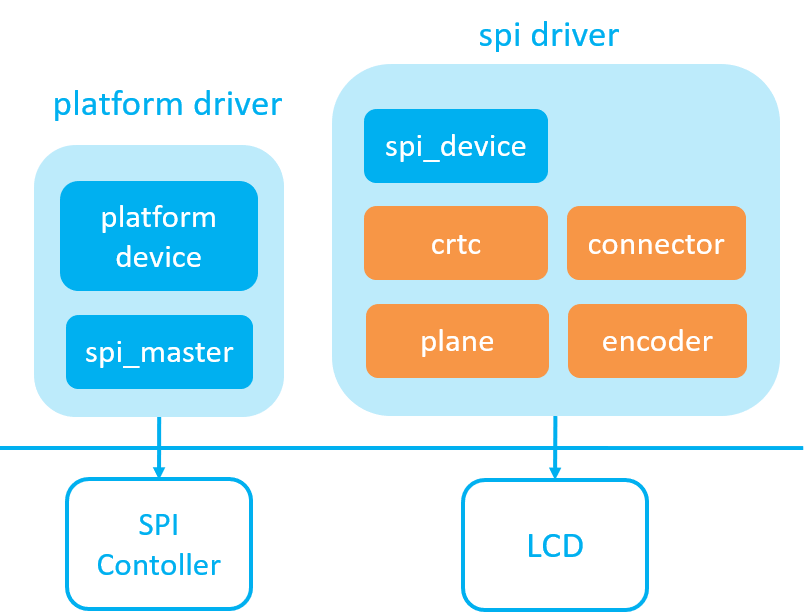 spi driver
platform driver
spi_device
platform
device
crtc
connector
spi_master
plane
encoder
SPI
Contoller
LCD